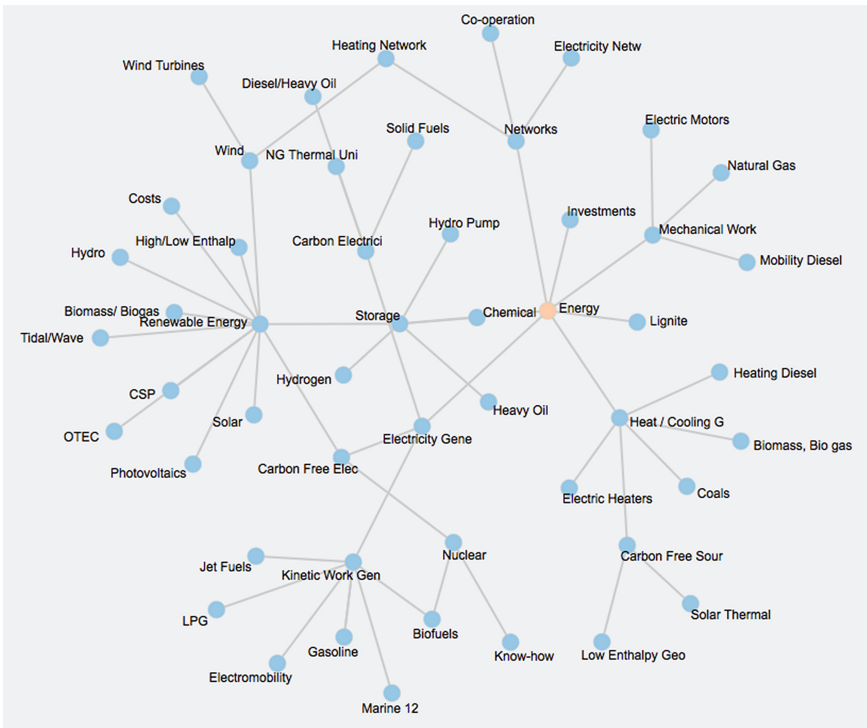 Co-operation
Heating Network
Electricity Netw
Wind Turbines
Diesel/Heavy Oil
Electric Motors
Solid Fuels
Networks
Wind
NG Thermal Uni
Natural Gas
Costs
Investments
Hydro Pump
Mechanical Work
High/Low Enthalp
Carbon Electrici
Hydro
Mobility Diesel
Biomass/ Biogas
Renewable Energy
Storage
Chemical
Energy
Lignite
Tidal/Wave
Hydrogen
Heating Diesel
CSP
Heavy Oil
Solar
Heat / Cooling G
OTEC
Electricity Gene
Biomass, Bio gas
Photovoltaics
Carbon Free Elec
Coals
Electric Heaters
Nuclear
Carbon Free Sour
Jet Fuels
Kinetic Work Gen
Solar Thermal
LPG
Biofuels
Gasoline
Know-how
Low Enthalpy Geo
Electromobility
Marine 12